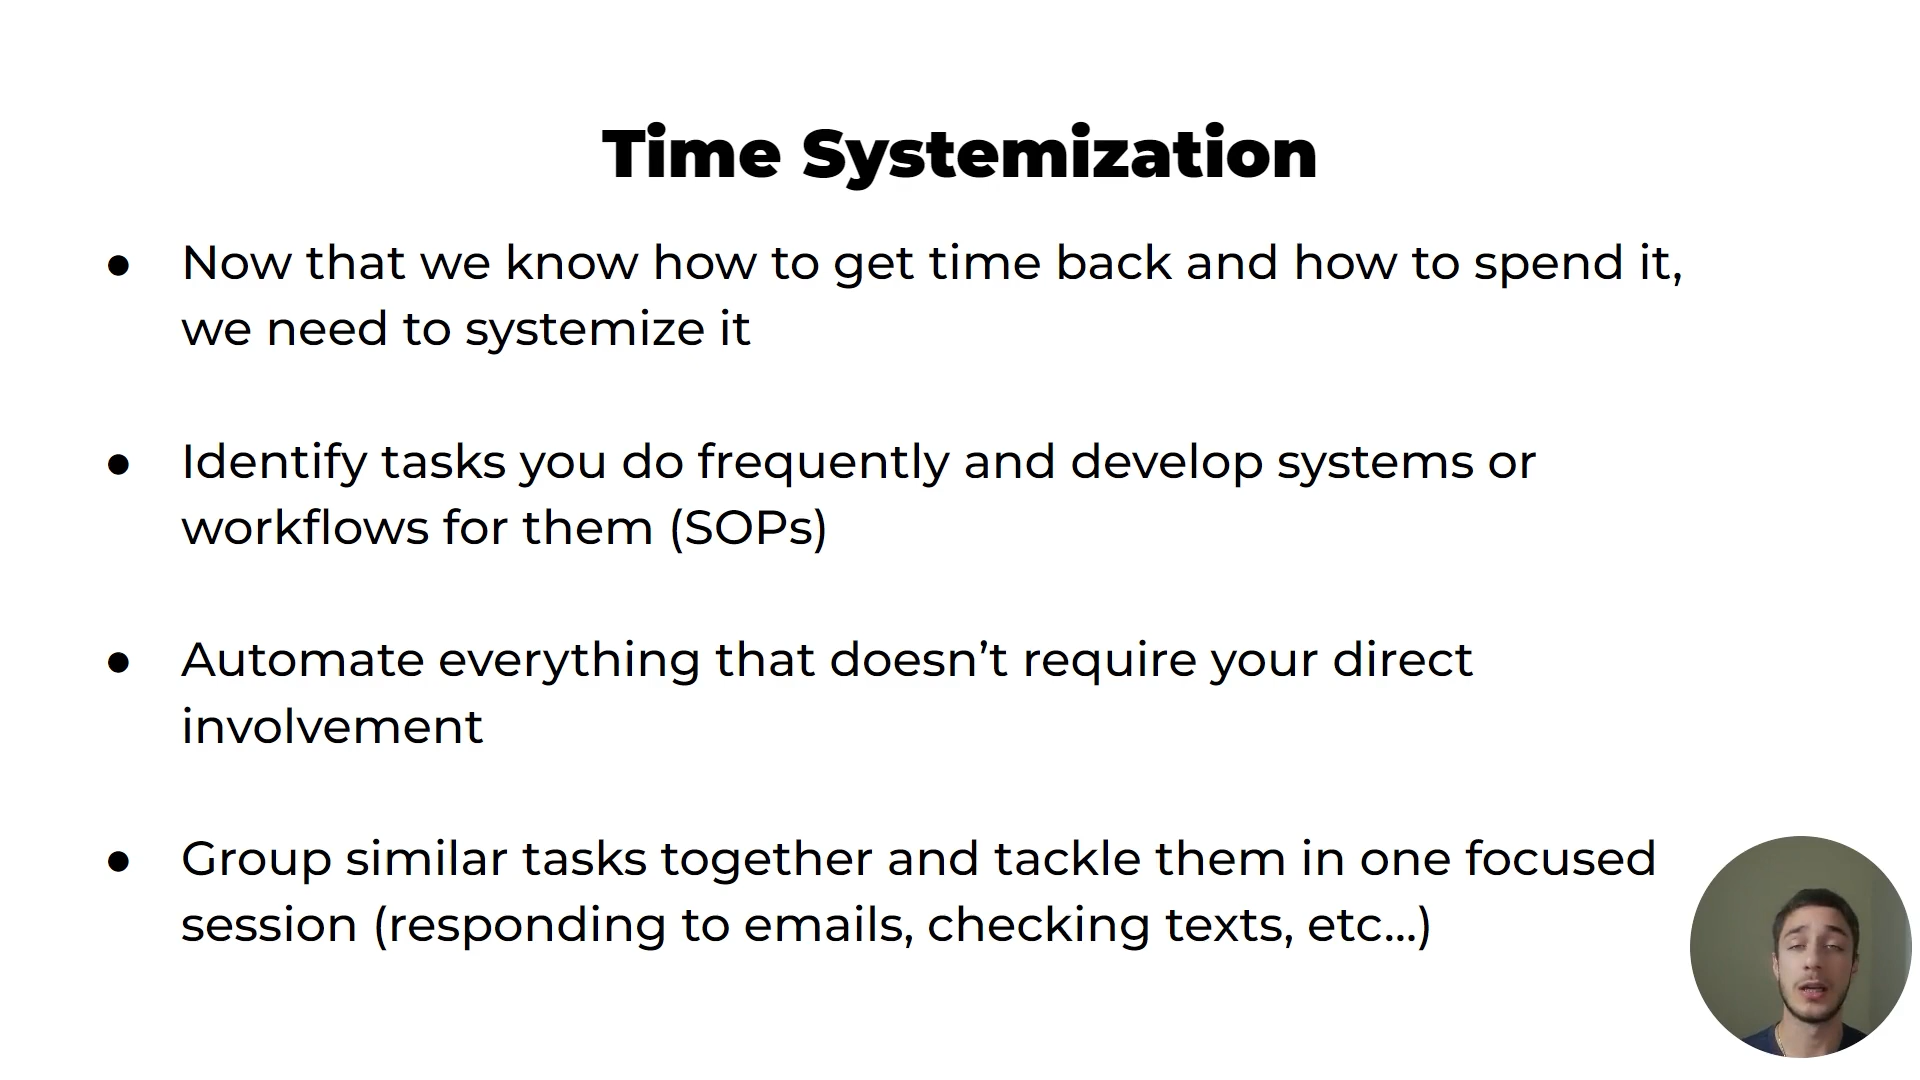 Time Systemization
● Now that we know how to get time back and how to spend it,
we need to systemize it
● Identify tasks you do frequently and develop systems or
workflows for them (SOPs)
● Automate everything that doesn’t require your direct
involvement
● Group similar tasks together and tackle them in one focused
session (responding to emails, checking texts, etc...)